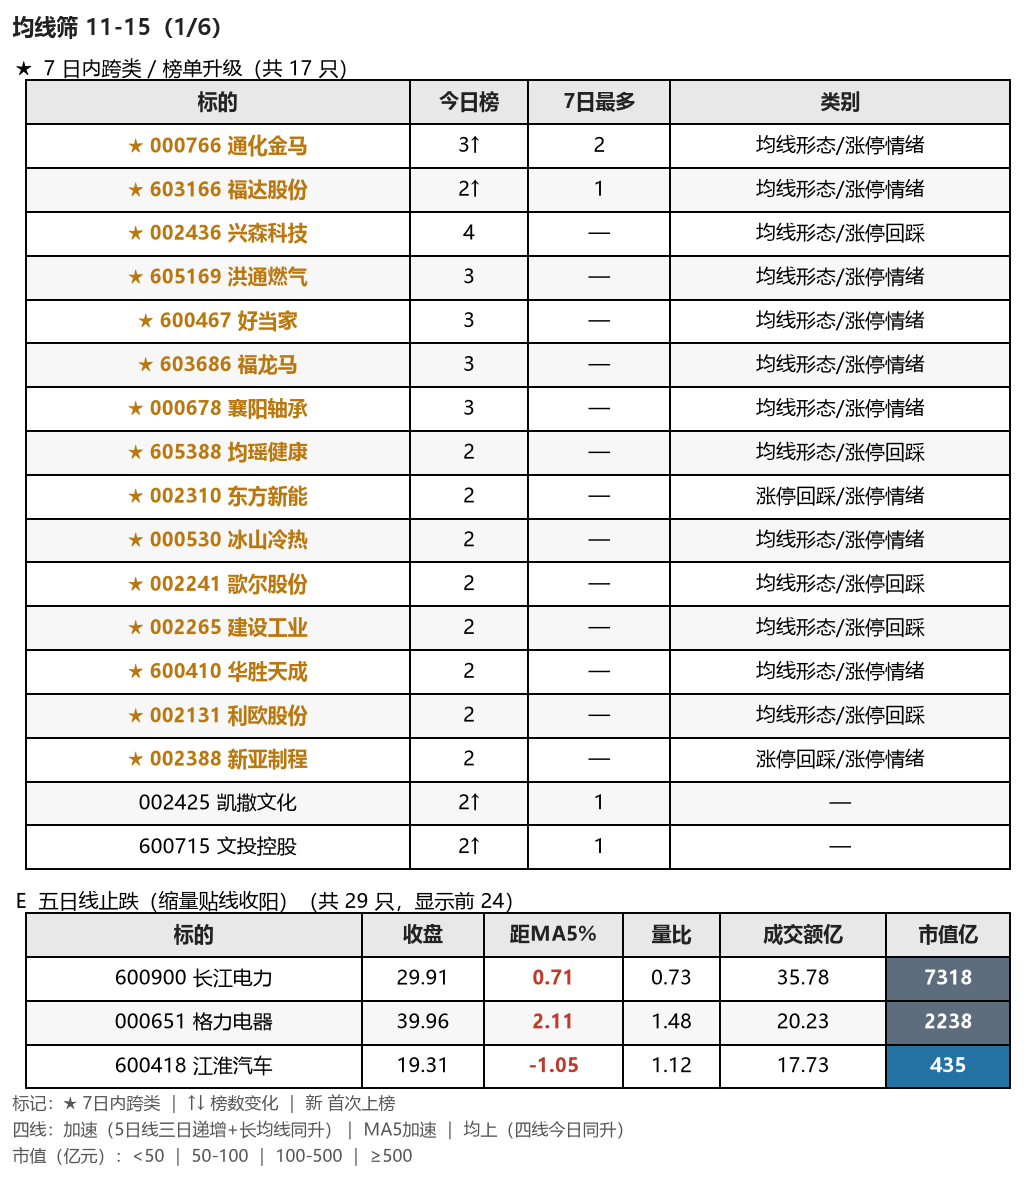 均线筛 11-15（1/6）
★ 7 日内跨类 / 榜单升级（共 17 只）
标的 今日榜 7日最多 类别
★ 000766 通化金马 3↑ 2 均线形态/涨停情绪
★ 603166 福达股份 2↑ 1 均线形态/涨停情绪
★ 002436 兴森科技 4 — 均线形态/涨停回踩
★ 605169 洪通燃气 3 — 均线形态/涨停情绪
★ 600467 好当家 3 — 均线形态/涨停情绪
★ 603686 福龙马 3 — 均线形态/涨停情绪
★ 000678 襄阳轴承 3 — 均线形态/涨停情绪
★ 605388 均瑶健康 2 — 均线形态/涨停回踩
★ 002310 东方新能 2 — 涨停回踩/涨停情绪
★ 000530 冰山冷热 2 — 均线形态/涨停情绪
★ 002241 歌尔股份 2 — 均线形态/涨停回踩
★ 002265 建设工业 2 — 均线形态/涨停回踩
★ 600410 华胜天成 2 — 均线形态/涨停情绪
★ 002131 利欧股份 2 — 均线形态/涨停回踩
★ 002388 新亚制程 2 — 涨停回踩/涨停情绪
002425 凯撒文化 2↑ 1 —
600715 文投控股 2↑ 1 —
E 五日线止跌（缩量贴线收阳）（共 29 只，显示前 24）
标的 收盘 距MA5% 量比 成交额亿 市值亿
600900 长江电力 29.91 0.71 0.73 35.78 7318
000651 格力电器 39.96 2.11 1.48 20.23 2238
600418 江淮汽车 19.31 -1.05 1.12 17.73 435
标记：★ 7日内跨类 ｜ ↑↓ 榜数变化 ｜ 新 首次上榜
四线：加速（5日线三日递增+长均线同升）｜ MA5加速 ｜ 均上（四线今日同升）
市值（亿元）：<50 ｜ 50-100 ｜ 100-500 ｜ ≥500